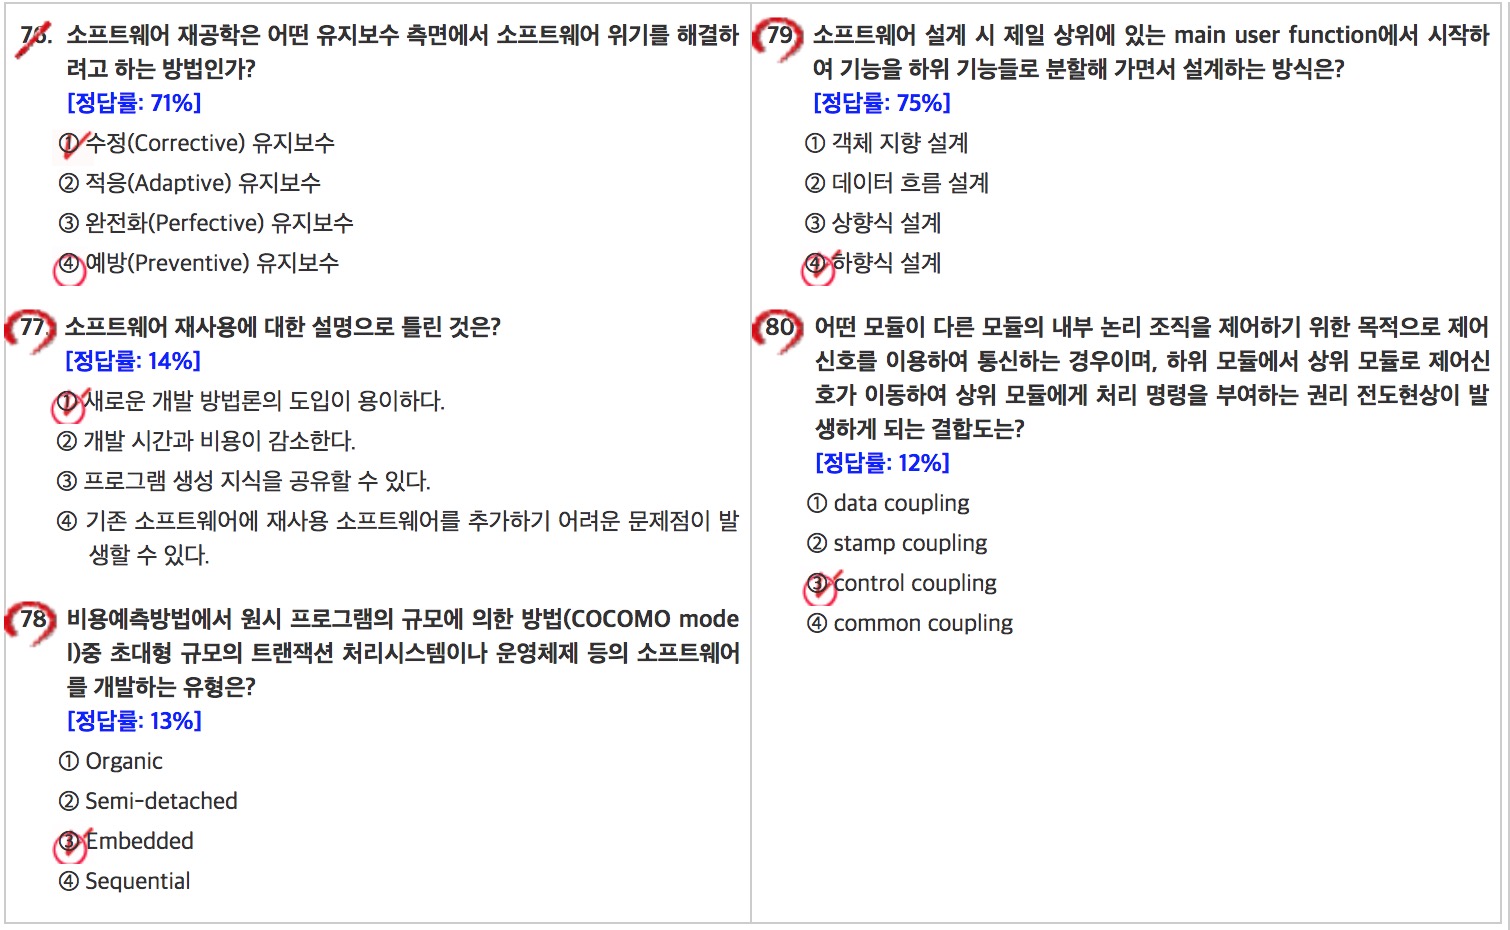 76. 소프트웨어 재공학은 어떤 유지보수 측면에서 소프트웨어 위기를 해결하
려고 하는 방법인가?
[정답률: 71%]
① 수정(Corrective) 유지보수
② 적응(Adaptive) 유지보수
③ 완전화(Perfective) 유지보수
④ 예방(Preventive) 유지보수
77. 소프트웨어 재사용에 대한 설명으로 틀린 것은?
[정답률: 14%]
① 새로운 개발 방법론의 도입이 용이하다.
② 개발 시간과 비용이 감소한다.
③ 프로그램 생성 지식을 공유할 수 있다.
④ 기존 소프트웨어에 재사용 소프트웨어를 추가하기 어려운 문제점이 발
생할 수 있다.
78. 비용예측방법에서 원시 프로그램의 규모에 의한 방법(COCOMO mode
l)중 초대형 규모의 트랜잭션 처리시스템이나 운영체제 등의 소프트웨어
를 개발하는 유형은?
[정답률: 13%]
① Organic
② Semi-detached
③ Embedded
④ Sequential
79. 소프트웨어 설계 시 제일 상위에 있는 main user function에서 시작하
여 기능을 하위 기능들로 분할해 가면서 설계하는 방식은?
[정답률: 75%]
① 객체 지향 설계
② 데이터 흐름 설계
③ 상향식 설계
④ 하향식 설계
80. 어떤 모듈이 다른 모듈의 내부 논리 조직을 제어하기 위한 목적으로 제어
신호를 이용하여 통신하는 경우이며, 하위 모듈에서 상위 모듈로 제어신
호가 이동하여 상위 모듈에게 처리 명령을 부여하는 권리 전도현상이 발
생하게 되는 결합도는?
[정답률: 12%]
① data coupling
② stamp coupling
③ control coupling
④ common coupling